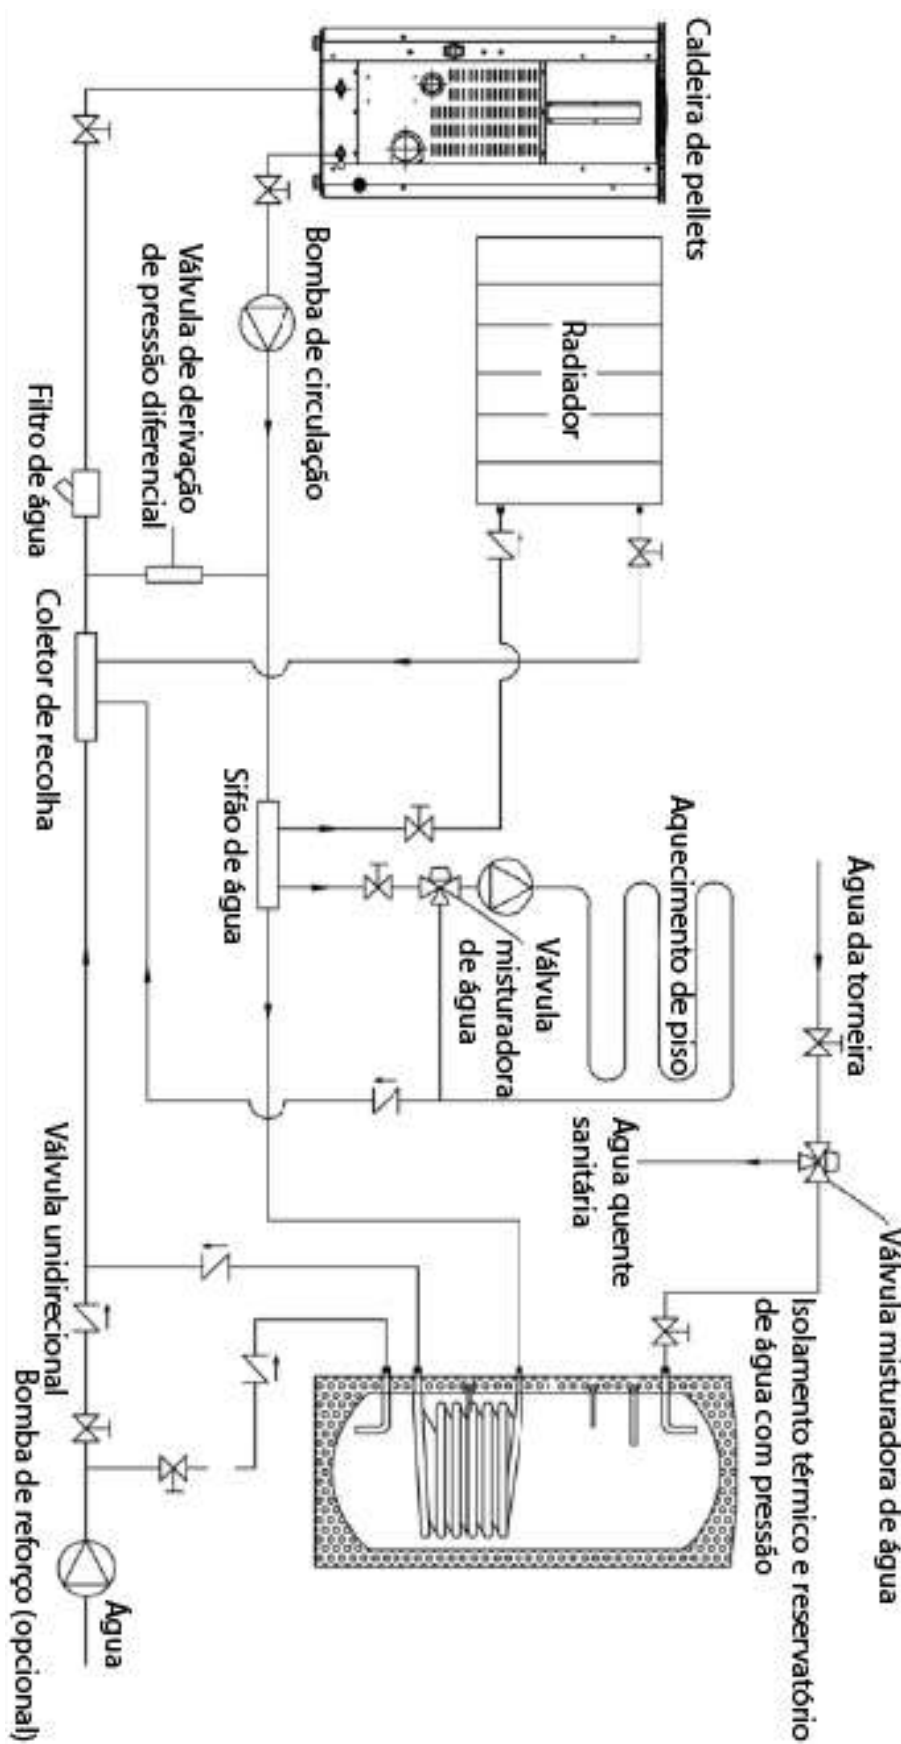 Caldeira de pellets
Radiador
Bomba de circulação
Válvula de derivação
de pressão diferencial
Filtro de água
Coletor de recolha
Sifão de água
Válvula
misturadora
de água
Aquecimento de piso
Água da torneira
Água quente
sanitária
Válvula misturadora de água
Isolamento térmico e reservatório
de água com pressão
Válvula unidirecional
Água
Bomba de reforço (opcional)